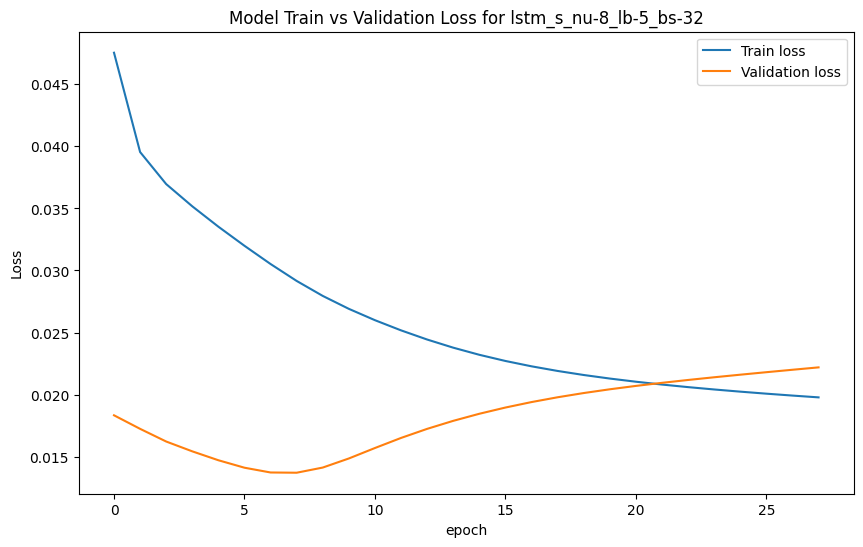 Model Train vs Validation Loss for lstm_s_nu-8_lb-5_bs-32
Train loss
Validation loss
Loss
0.045
0.040
0.035
0.030
0.025
0.020
0.015
0 5 10 15 20 25
epoch